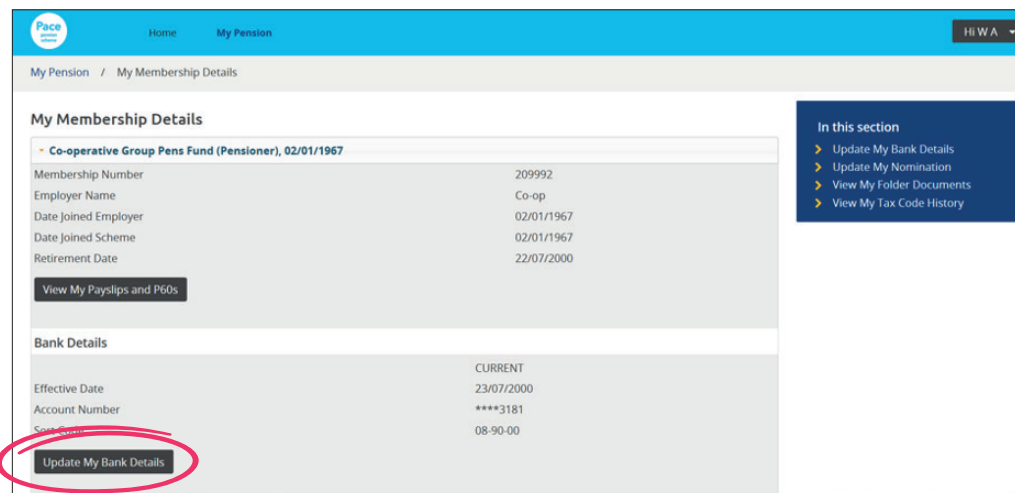 Pace
pension
scheme
Home My Pension
Hi W A
My Pension / My Membership Details
My Membership Details
Co-operative Group Pens Fund (Pensioner), 02/01/1967
Membership Number 209992
Employer Name Co-op
Date Joined Employer 02/01/1967
Date Joined Scheme 02/01/1967
Retirement Date 22/07/2000
View My Payslips and P60s
Bank Details
CURRENT
Effective Date 23/07/2000
Account Number ****3181
Sort Code 08-90-00
Update My Bank Details
In this section
Update My Bank Details
Update My Nomination
View My Folder Documents
View My Tax Code History